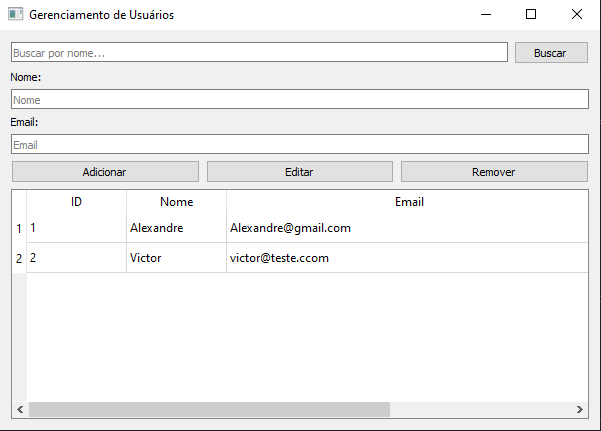 Gerenciamento de Usuários
Buscar por nome... Buscar
Nome:
Nome
Email:
Email
Adicionar Editar Remover
ID Nome Email
1 1 Alexandre Alexandre@gmail.com
2 2 Victor victor@teste.ccom